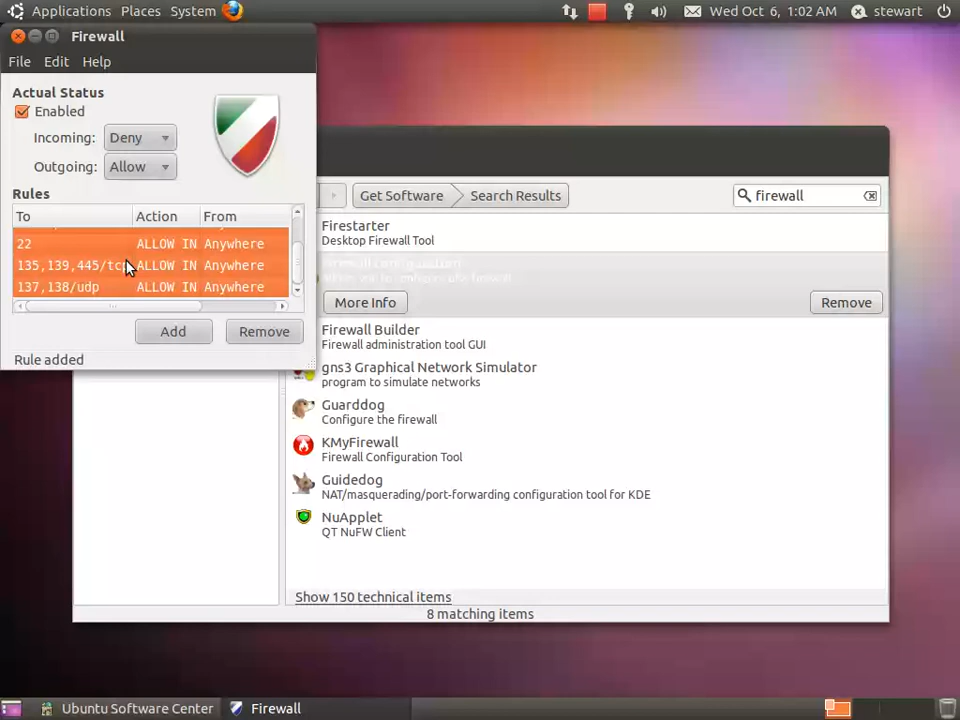 Applications Places System Wed Oct 6, 1:02 AM stewart
Firewall
File Edit Help
Actual Status
Enabled
Incoming: Deny
Outgoing: Allow
Rules
To Action From
22 ALLOW IN Anywhere
135,139,445/tcp ALLOW IN Anywhere
137,138/udp ALLOW IN Anywhere
Add Remove
Rule added
Get Software Search Results firewall
Firestarter
Desktop Firewall Tool
Firewall configuration
More Info Remove
Firewall Builder
Firewall administration tool GUI
gns3 Graphical Network Simulator
program to simulate networks
Guarddog
Configure the firewall
KMyFirewall
Firewall Configuration Tool
Guidedog
NAT/masquerading/port-forwarding configuration tool for KDE
NuApplet
QT NuFW Client
Show 150 technical items
8 matching items
Ubuntu Software Center Firewall